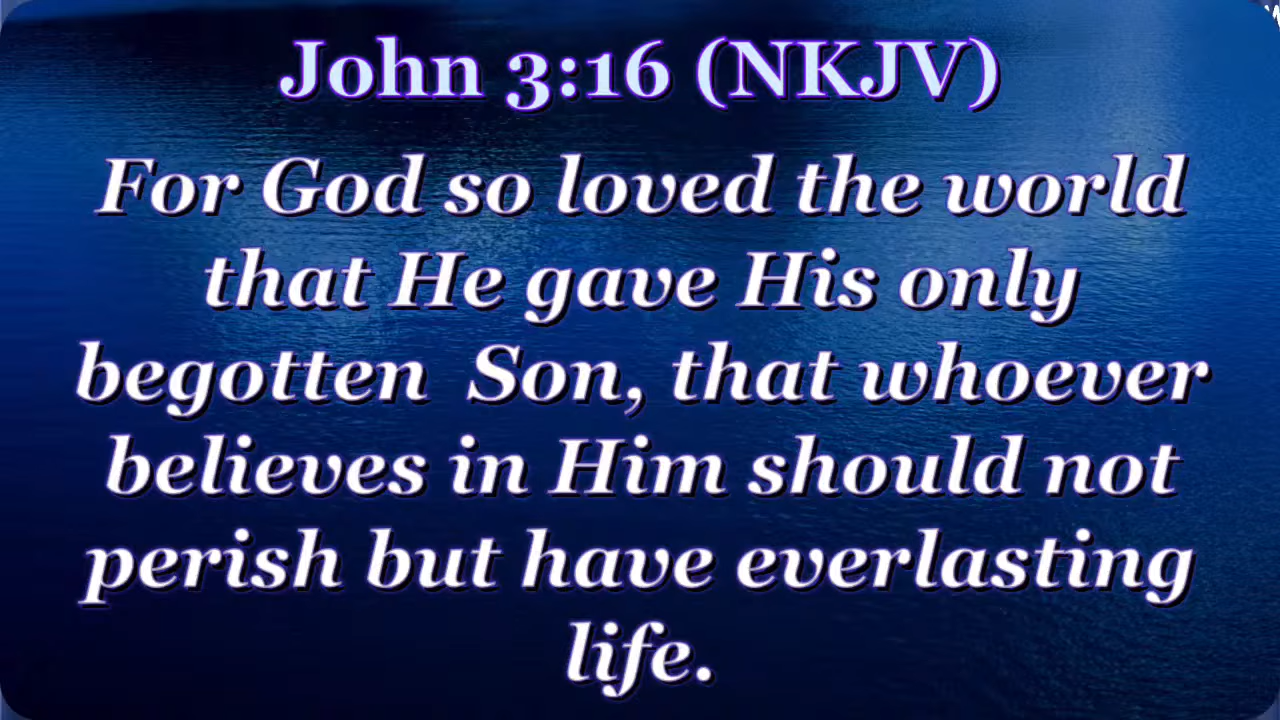 John 3:16 (NKJV)
For God so loved the world
that He gave His only
begotten  Son, that whoever
believes in Him should not
perish but have everlasting
life.